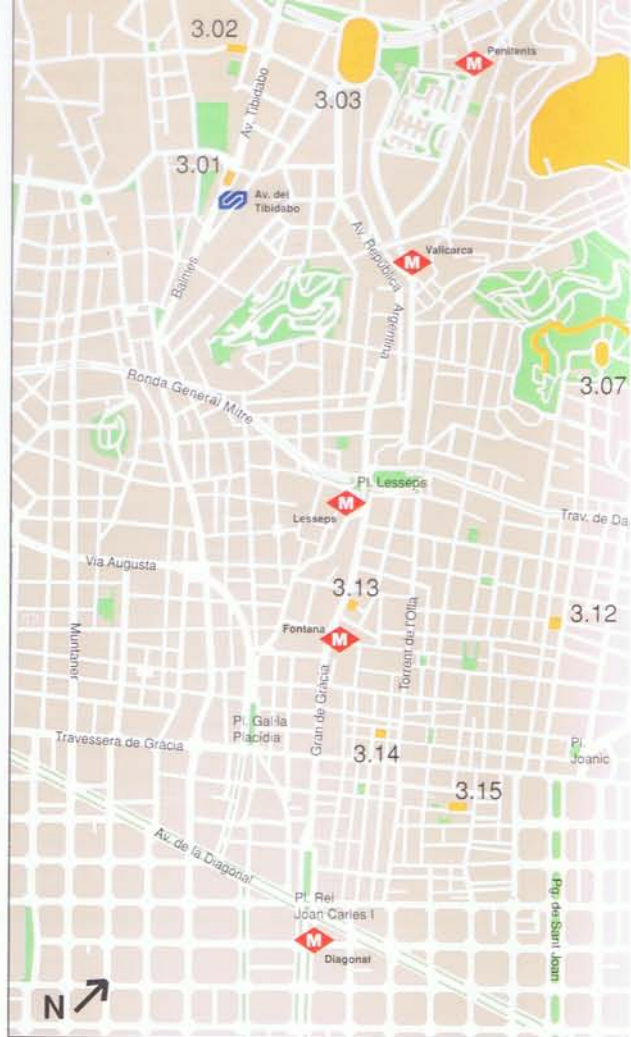 3.02
M
Penitents
Av. Tibidabo
3.03
3.01
Av. del
Tibidabo
Av. República
Argentina
M
Vallcarca
Balmes
3.07
Ronda General Mitre
Pl. Lesseps
M
Lesseps
Trav. de Da
Via Augusta
3.13
3.12
Fontana
M
Torrent de l'Olla
Muntaner
Gran de Gràcia
Pl. Gal·la
Placídia
Travessera de Gràcia
3.14
Pl.
Joanic
3.15
Av. de la Diagonal
Pg. de Sant Joan
Pl. Rei
Joan Carles I
M
Diagonal
N